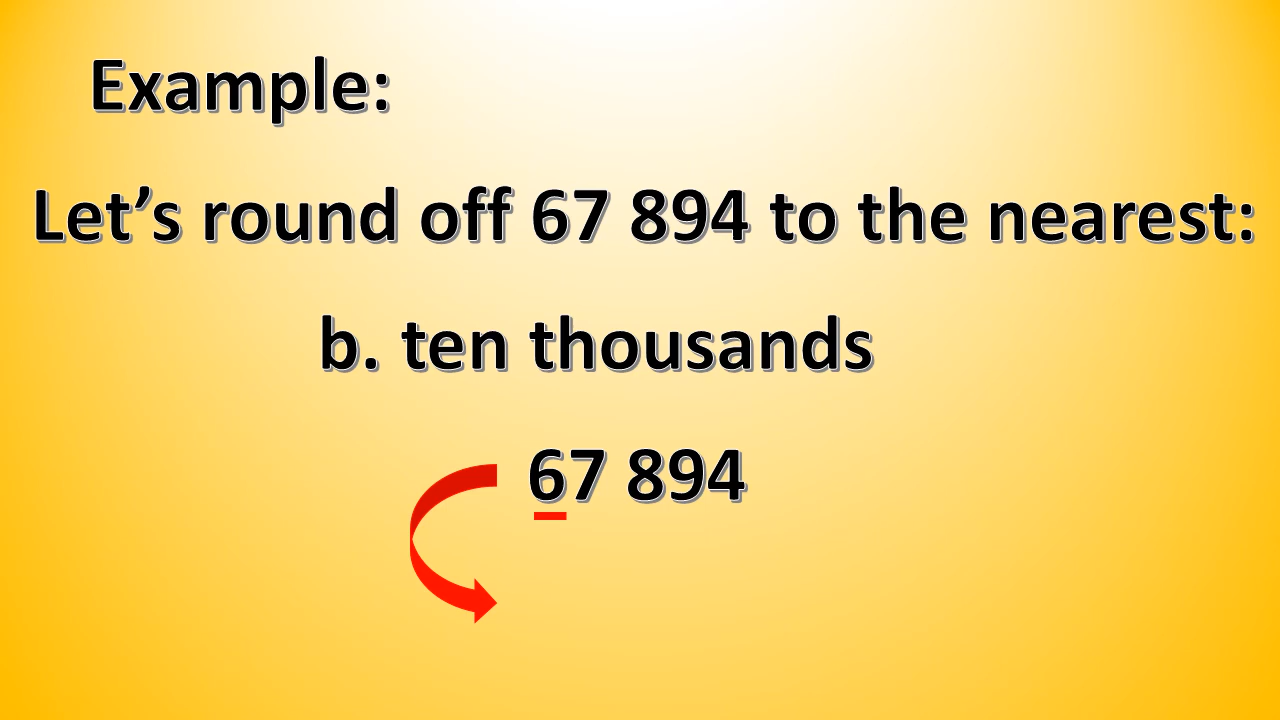 Example:
Let’s round off 67 894 to the nearest:
b. ten thousands
67 894